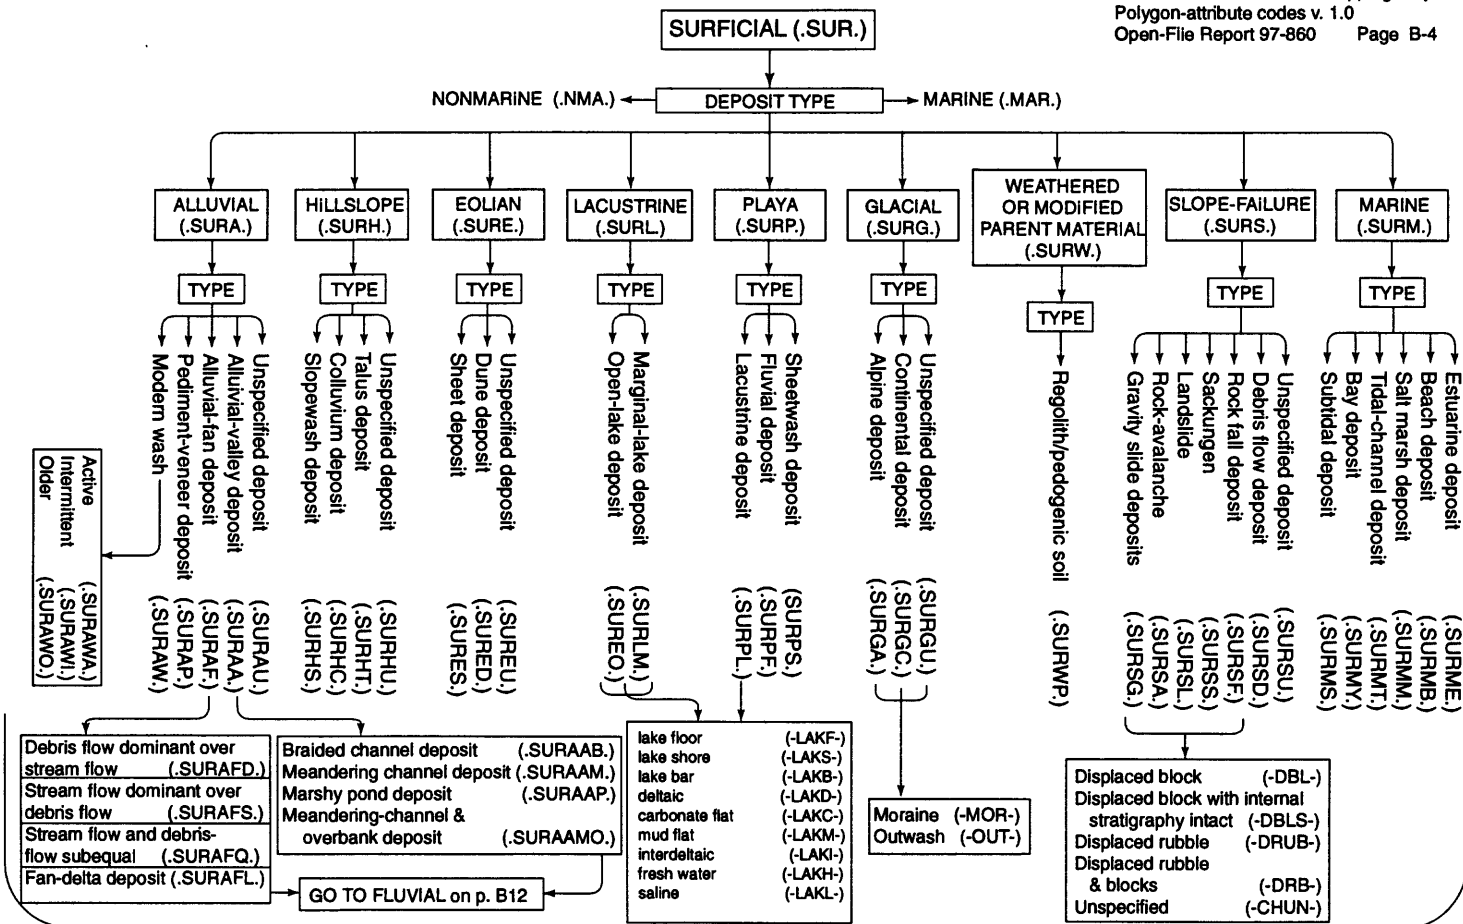 Polygon-attribute codes v. 1.0
Open-Flie Report 97-860 Page B-4
SURFICIAL (.SUR.)
NONMARINE (.NMA.)
DEPOSIT TYPE
MARINE (.MAR.)
ALLUVIAL
(.SURA.)
HILLSLOPE
(.SURH.)
EOLIAN
(.SURE.)
LACUSTRINE
(.SURL.)
PLAYA
(.SURP.)
GLACIAL
(.SURG.)
WEATHERED
OR MODIFIED
PARENT MATERIAL
(.SURW.)
SLOPE-FAILURE
(.SURS.)
MARINE
(.SURM.)
TYPE
TYPE
TYPE
TYPE
TYPE
TYPE
TYPE
TYPE
TYPE
Unspecified deposit (.SURAU.)
Alluivial-valley deposit (.SURAA.)
Alluvial-fan deposit (.SURAF.)
Pediment-veneer deposit (.SURAP.)
Modern wash (.SURAW.)
Active (.SURAWA.)
Intermittent (.SURAWI.)
Older (.SURAWO.)
Unspecified deposit (.SURHU.)
Talus deposit (.SURHT.)
Colluvium deposit (.SURHC.)
Slopewash deposit (.SURHS.)
Unspecified deposit (.SUREU.)
Dune deposit (.SURED.)
Sheet deposit (.SURES.)
Marginal-lake deposit (.SURLM.)
Open-lake deposit (.SUREO.)
Sheetwash deposit (SURPS.)
Fluvial deposit (.SURPF.)
Lacustrine deposit (.SURPL.)
Unspecified deposit (.SURGU.)
Continental deposit (.SURGC.)
Alpine deposit (.SURGA.)
Regolith/pedogenic soil (.SURWP.)
Unspecified deposit (.SURSU.)
Debris flow deposit (.SURSD.)
Rock fall deposit (.SURSF.)
Sackungen (.SURSS.)
Landslide (.SURSL.)
Rock-avalanche (.SURSA.)
Gravity slide deposits (.SURSG.)
Estuarine deposit (.SURME.)
Beach deposit (.SURMB.)
Salt marsh deposit (.SURMM.)
Tidal-channel deposit (.SURMT.)
Bay deposit (.SURMY.)
Subtidal deposit (.SURMS.)
Debris flow dominant over
stream flow (.SURAFD.)
Stream flow dominant over
debris flow (.SURAFS.)
Stream flow and debris-
flow subequal (.SURAFQ.)
Fan-delta deposit (.SURAFL.)
Braided channel deposit (.SURAAB.)
Meandering channel deposit (.SURAAM.)
Marshy pond deposit (.SURAAP.)
Meandering-channel &
overbank deposit (.SURAAMO.)
GO TO FLUVIAL on p. B12
lake floor (-LAKF-)
lake shore (-LAKS-)
lake bar (-LAKB-)
deltaic (-LAKD-)
carbonate flat (-LAKC-)
mud flat (-LAKM-)
interdeltaic (-LAKI-)
fresh water (-LAKH-)
saline (-LAKL-)
Moraine (-MOR-)
Outwash (-OUT-)
Displaced block (-DBL-)
Displaced block with internal
stratigraphy intact (-DBLS-)
Displaced rubble (-DRUB-)
Displaced rubble
& blocks (-DRB-)
Unspecified (-CHUN-)